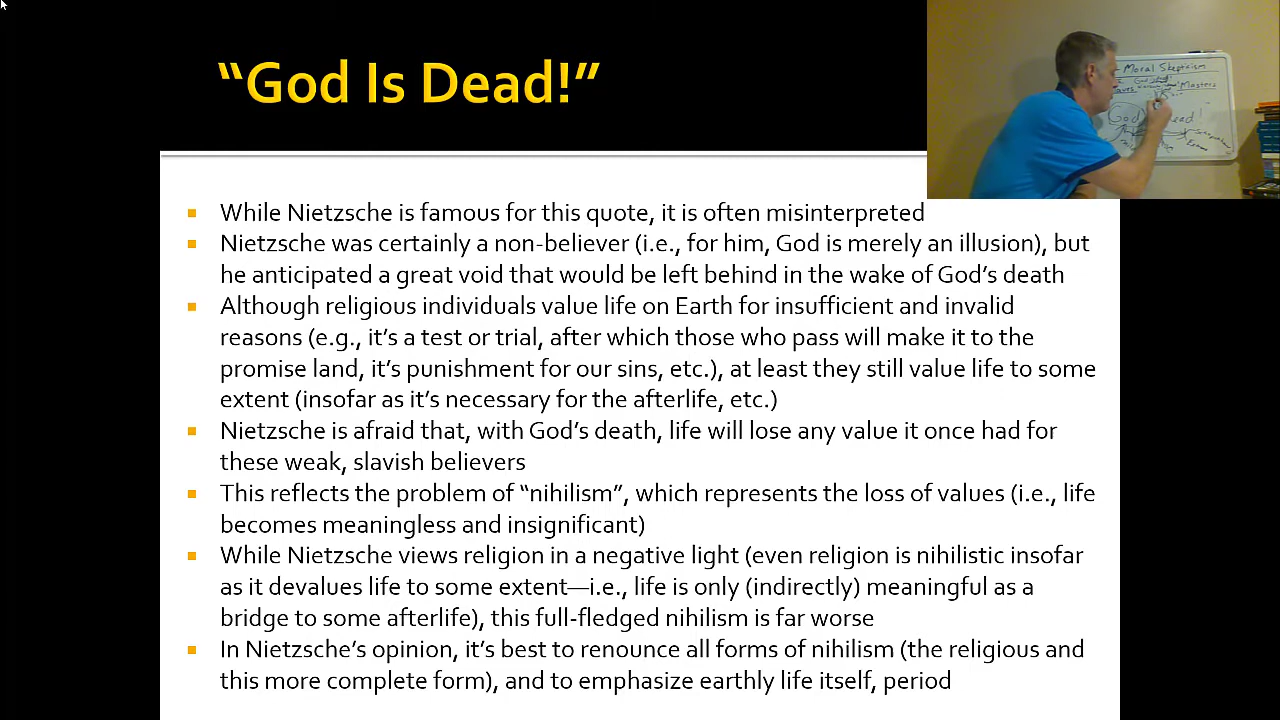 “God Is Dead!”
Moral Skepticism
Masters
God
ead!
While Nietzsche is famous for this quote, it is often misinterpreted
Nietzsche was certainly a non-believer (i.e., for him, God is merely an illusion), but
he anticipated a great void that would be left behind in the wake of God’s death
Although religious individuals value life on Earth for insufficient and invalid
reasons (e.g., it’s a test or trial, after which those who pass will make it to the
promise land, it’s punishment for our sins, etc.), at least they still value life to some
extent (insofar as it’s necessary for the afterlife, etc.)
Nietzsche is afraid that, with God’s death, life will lose any value it once had for
these weak, slavish believers
This reflects the problem of “nihilism”, which represents the loss of values (i.e., life
becomes meaningless and insignificant)
While Nietzsche views religion in a negative light (even religion is nihilistic insofar
as it devalues life to some extent—i.e., life is only (indirectly) meaningful as a
bridge to some afterlife), this full-fledged nihilism is far worse
In Nietzsche’s opinion, it’s best to renounce all forms of nihilism (the religious and
this more complete form), and to emphasize earthly life itself, period